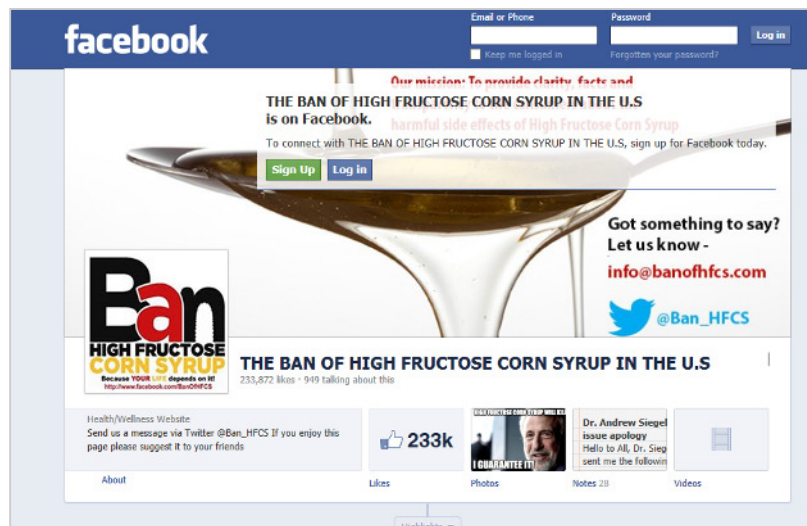 facebook
Email or Phone
Password
Keep me logged in
Forgotten your password?
Log in
Our mission: To provide clarity, facts and
harmful side effects of High Fructose Corn Syrup
THE BAN OF HIGH FRUCTOSE CORN SYRUP IN THE U.S
is on Facebook.
To connect with THE BAN OF HIGH FRUCTOSE CORN SYRUP IN THE U.S, sign up for Facebook today.
Sign Up
Log in
Got something to say?
Let us know -
info@banofhfcs.com
@Ban_HFCS
Ban
HIGH FRUCTOSE
CORN SYRUP
Because YOUR LIFE depends on it!
http://www.facebook.com/BanOfHFCS
THE BAN OF HIGH FRUCTOSE CORN SYRUP IN THE U.S
233,872 likes · 949 talking about this
Health/Wellness Website
Send us a message via Twitter @Ban_HFCS If you enjoy this
page please suggest it to your friends
About
233k
Likes
HIGH FRUCTOSE CORN SYRUP WILL KILL
I GUARANTEE IT!
Photos
Dr. Andrew Siegel
issue apology
Hello to All, Dr. Sieg
sent me the followin
Notes 28
Videos
Highlights